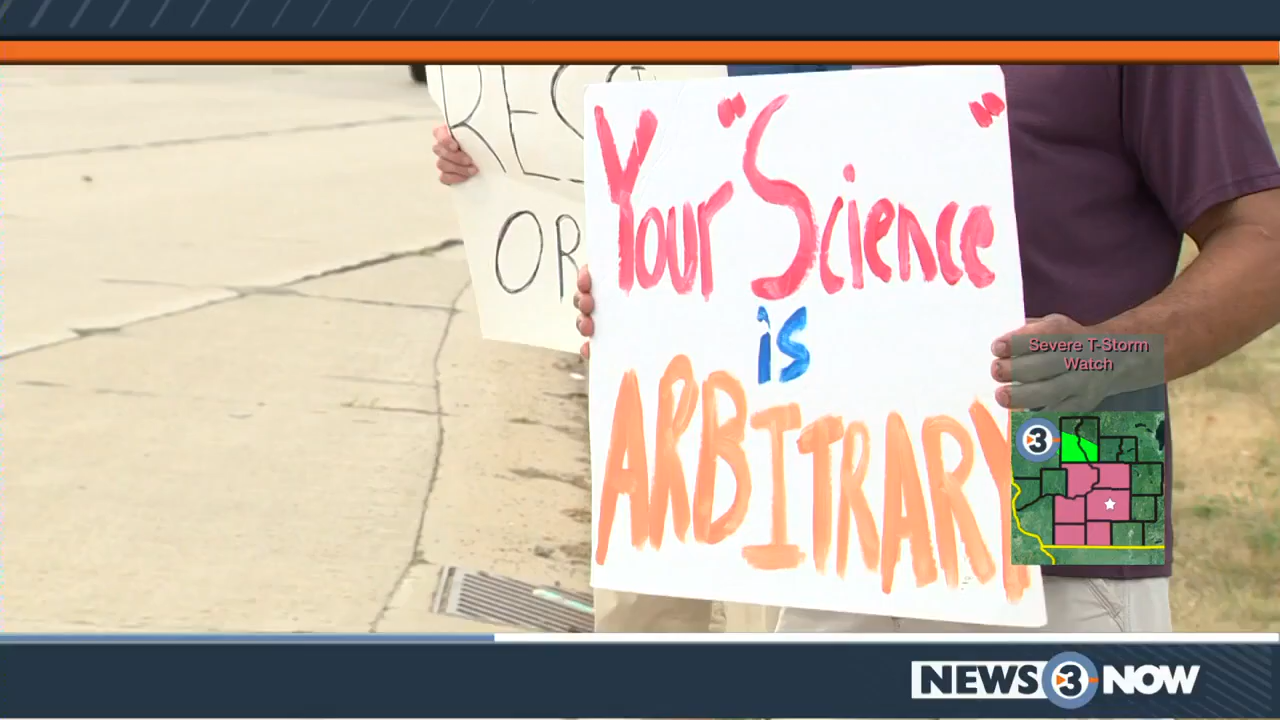 OR
Your "Science"
is
ARBITRARY
Severe T-Storm
Watch
3
NEWS 3 NOW